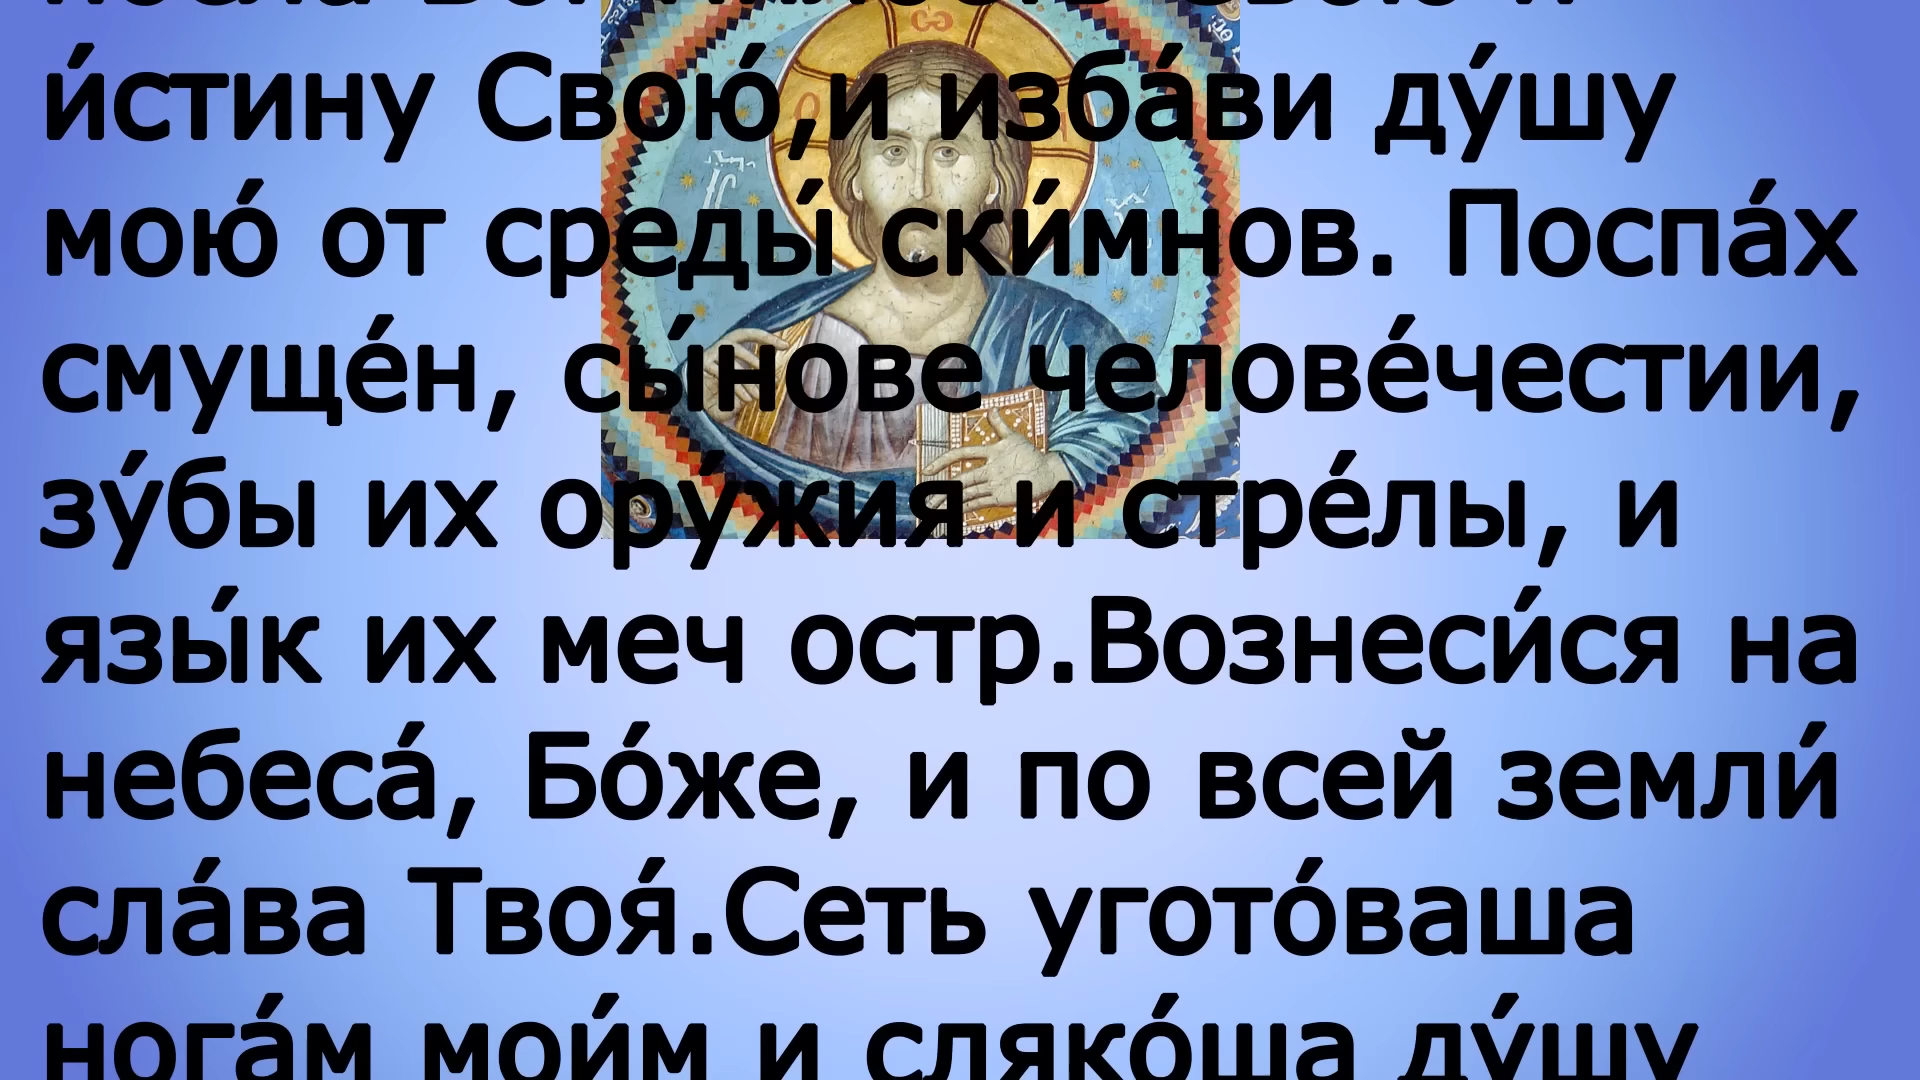 и́стину Свою́,и изба́ви ду́шу
мою́ от среды́ ски́мнов. Поспа́х
смуще́н, сы́нове челове́честии,
зу́бы их ору́жия и стре́лы, и
язы́к их меч остр.Вознеси́ся на
небеса́, Бо́же, и по всей земли́
сла́ва Твоя́.Сеть угото́ваша
нога́м мои́м и сляко́ша ду́шу